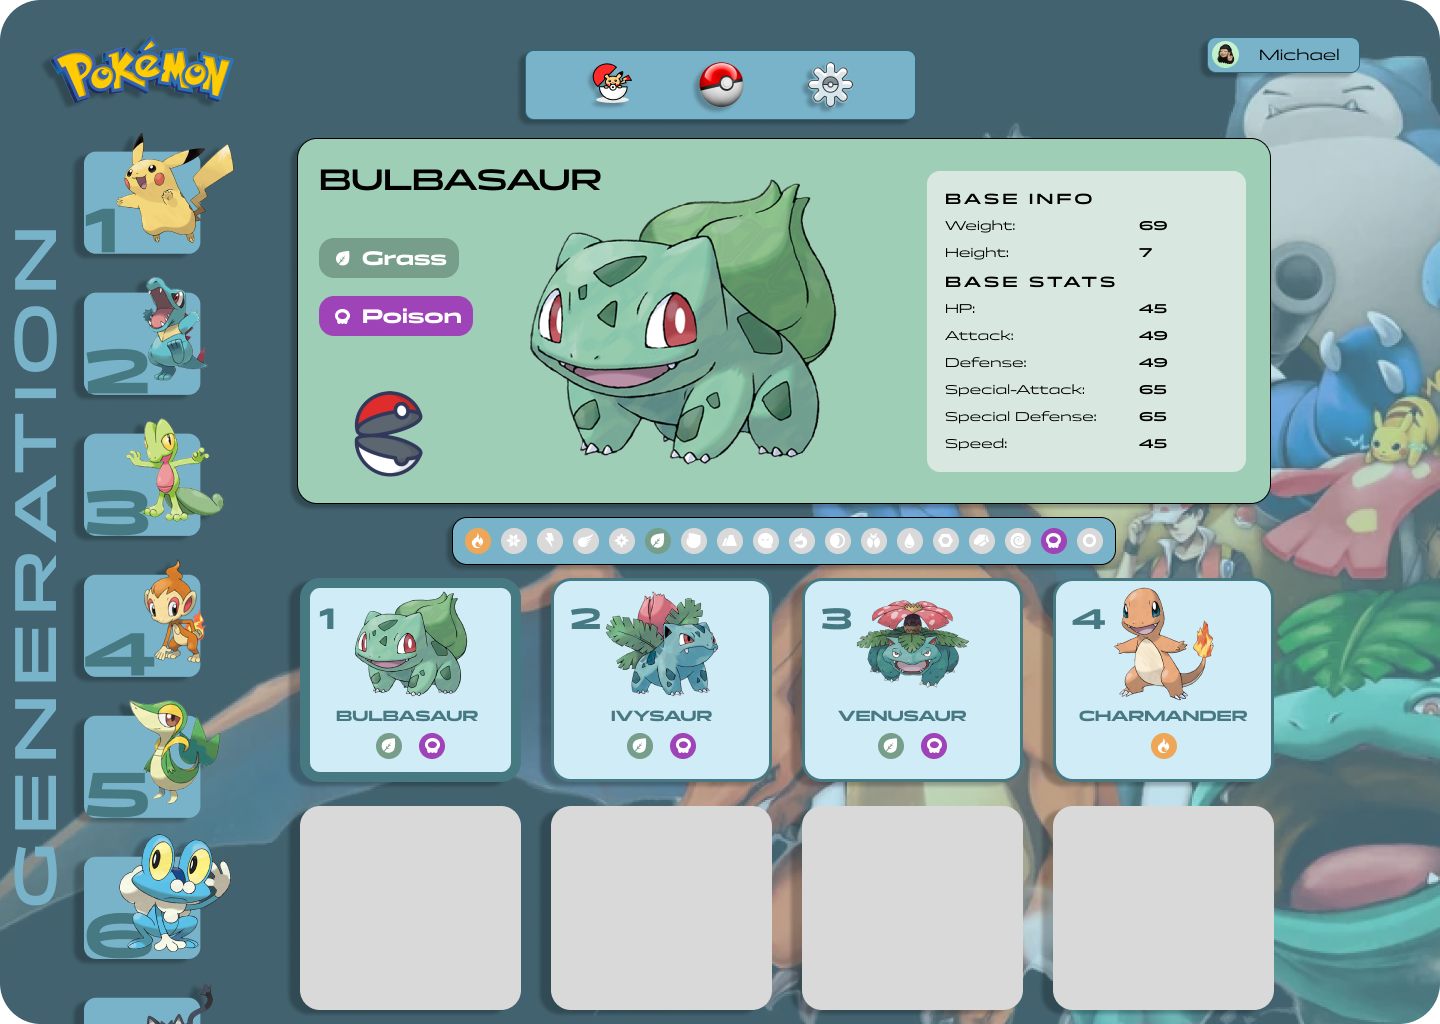 POKéMON
Michael
GENERATION
1
2
3
4
5
6
BULBASAUR
Grass
Poison
BASE INFO
Weight: 69
Height: 7
BASE STATS
HP: 45
Attack: 49
Defense: 49
Special-Attack: 65
Special Defense: 65
Speed: 45
1
BULBASAUR
2
IVYSAUR
3
VENUSAUR
4
CHARMANDER